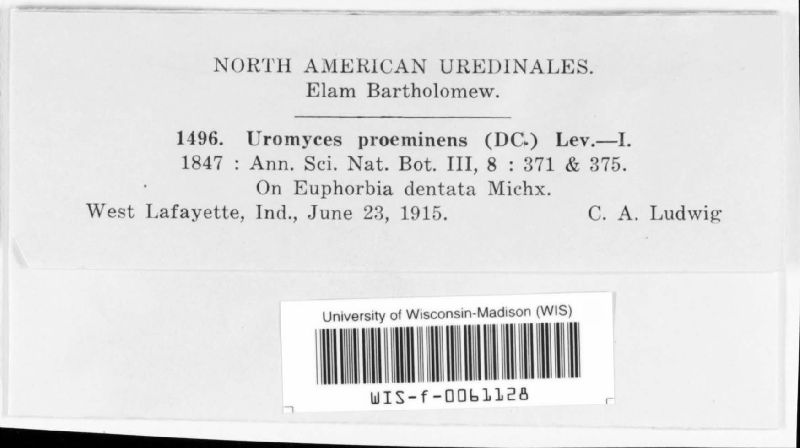 NORTH AMERICAN UREDINALES.
Elam Bartholomew.
1496. Uromyces proeminens (DC.) Lev.—I.
1847 : Ann. Sci. Nat. Bot. III, 8 : 371 & 375.
On Euphorbia dentata Michx.
West Lafayette, Ind., June 23, 1915. C. A. Ludwig
University of Wisconsin-Madison (WIS)
WIS-f-0061128